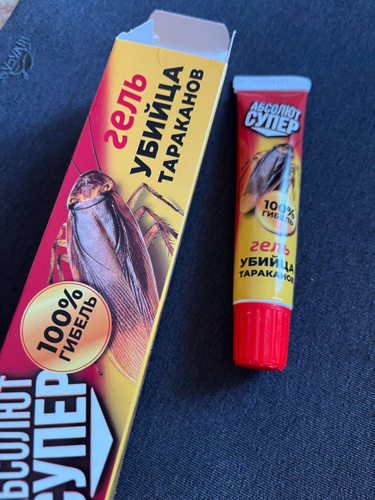 гель
УБИЙЦА
ТАРАКАНОВ
100%
ГИБЕЛЬ
АБСОЛЮТ
СУПЕР
АБСОЛЮТ
СУПЕР
100%
ГИБЕЛЬ
гель
УБИЙЦА
ТАРАКАНОВ